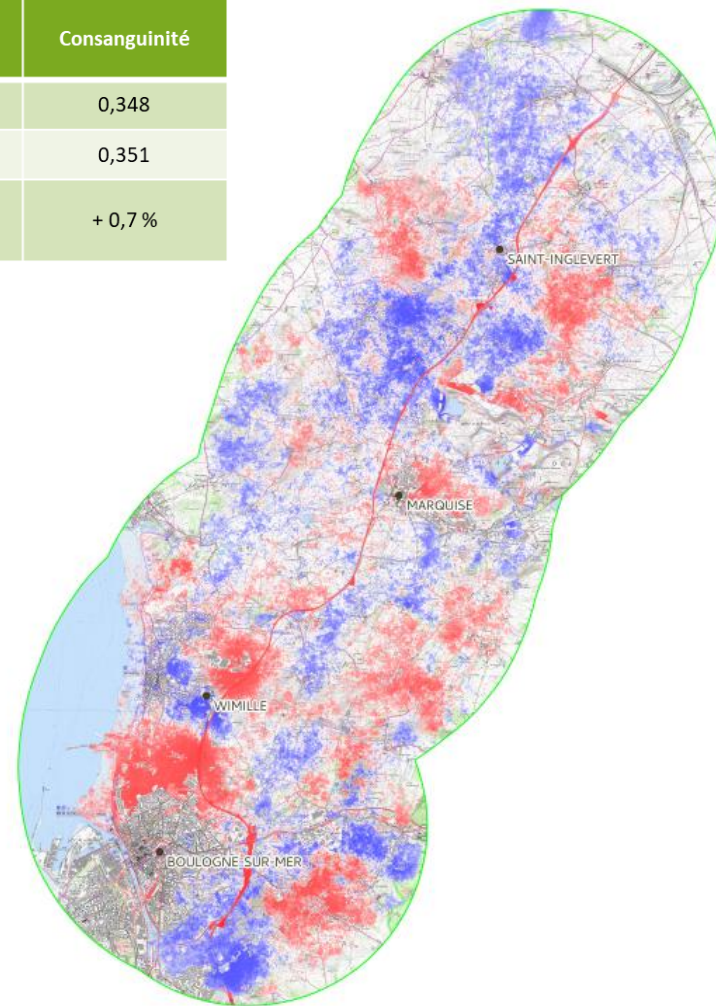 Consanguinité
0,348
0,351
+ 0,7 %
SAINT-INGLEVERT
MARQUISE
WIMILLE
BOULOGNE-SUR-MER